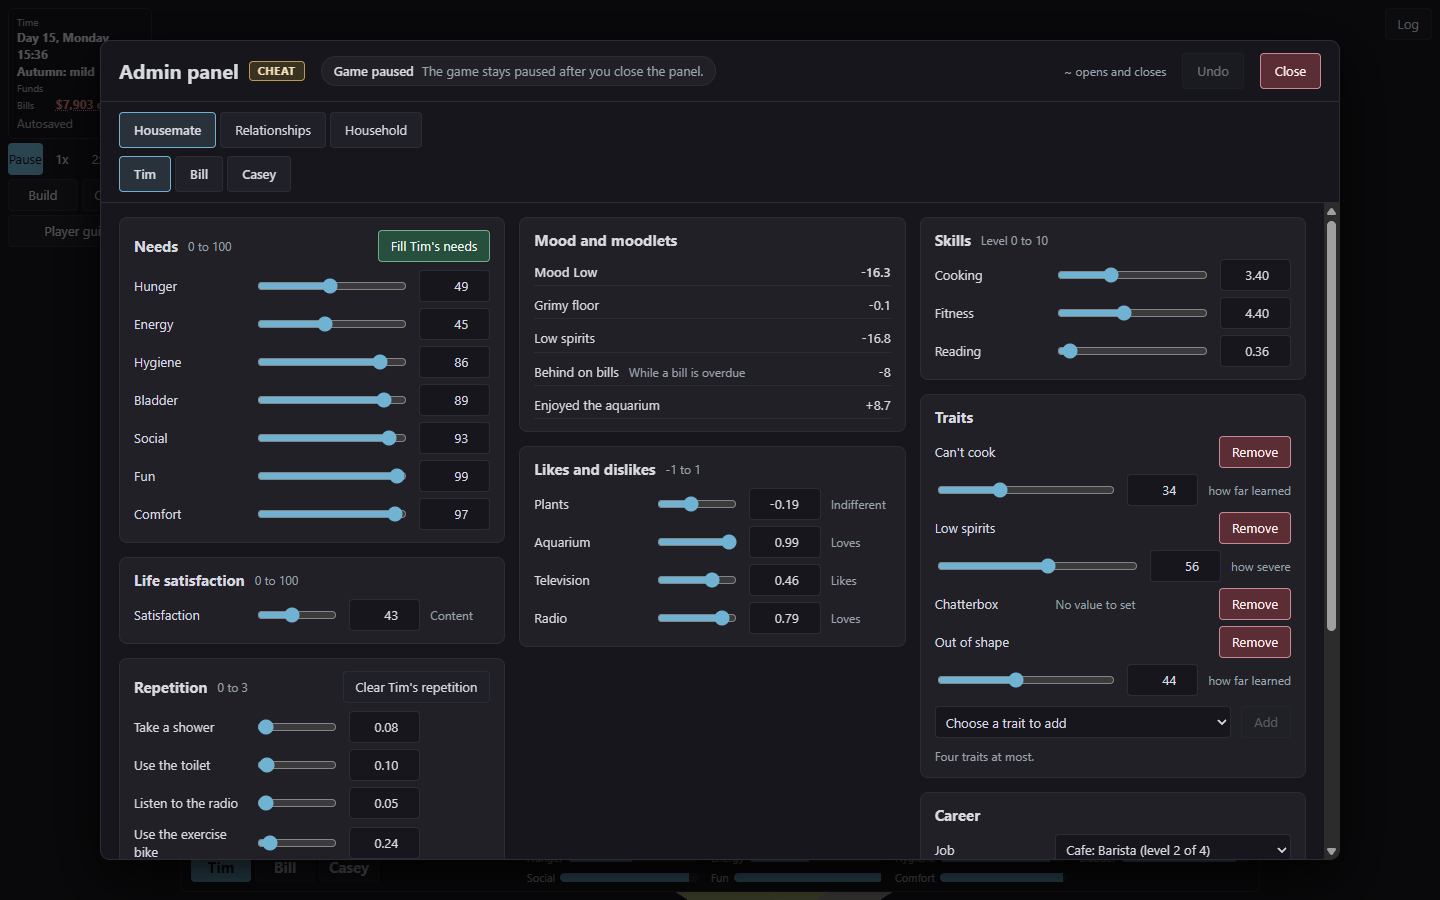 Time
Day 15, Monday
15:36
Autumn: mild
Funds
Bills $7,903
Autosaved
Pause 1x
Build
Player gui
Log
Admin panel CHEAT Game paused The game stays paused after you close the panel. ~ opens and closes Undo Close
Housemate Relationships Household
Tim Bill Casey
Needs 0 to 100 Fill Tim's needs
Hunger 49
Energy 45
Hygiene 86
Bladder 89
Social 93
Fun 99
Comfort 97
Life satisfaction 0 to 100
Satisfaction 43 Content
Repetition 0 to 3 Clear Tim's repetition
Take a shower 0.08
Use the toilet 0.10
Listen to the radio 0.05
Use the exercise
bike 0.24
Mood and moodlets
Mood Low -16.3
Grimy floor -0.1
Low spirits -16.8
Behind on bills While a bill is overdue -8
Enjoyed the aquarium +8.7
Likes and dislikes -1 to 1
Plants -0.19 Indifferent
Aquarium 0.99 Loves
Television 0.46 Likes
Radio 0.79 Loves
Skills Level 0 to 10
Cooking 3.40
Fitness 4.40
Reading 0.36
Traits
Can't cook Remove
34 how far learned
Low spirits Remove
56 how severe
Chatterbox No value to set Remove
Out of shape Remove
44 how far learned
Choose a trait to add Add
Four traits at most.
Career
Job Cafe: Barista (level 2 of 4)
Tim Bill Casey
Social Fun Comfort